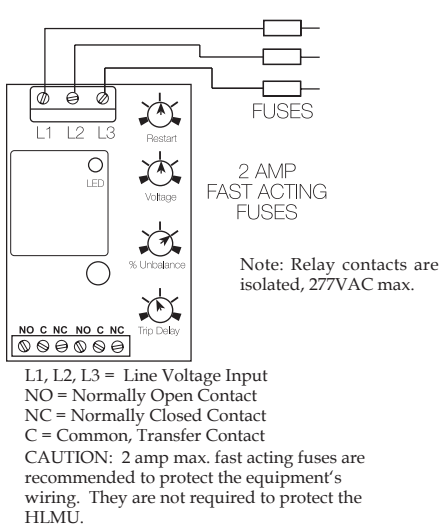 FUSES
L1 L2 L3
Restart
LED
Voltage
2 AMP
FAST ACTING
FUSES
% Unbalance
Note: Relay contacts are
isolated, 277VAC max.
Trip Delay
NO C NC NO C NC
L1, L2, L3 = Line Voltage Input
NO = Normally Open Contact
NC = Normally Closed Contact
C = Common, Transfer Contact
CAUTION: 2 amp max. fast acting fuses are
recommended to protect the equipment‘s
wiring. They are not required to protect the
HLMU.